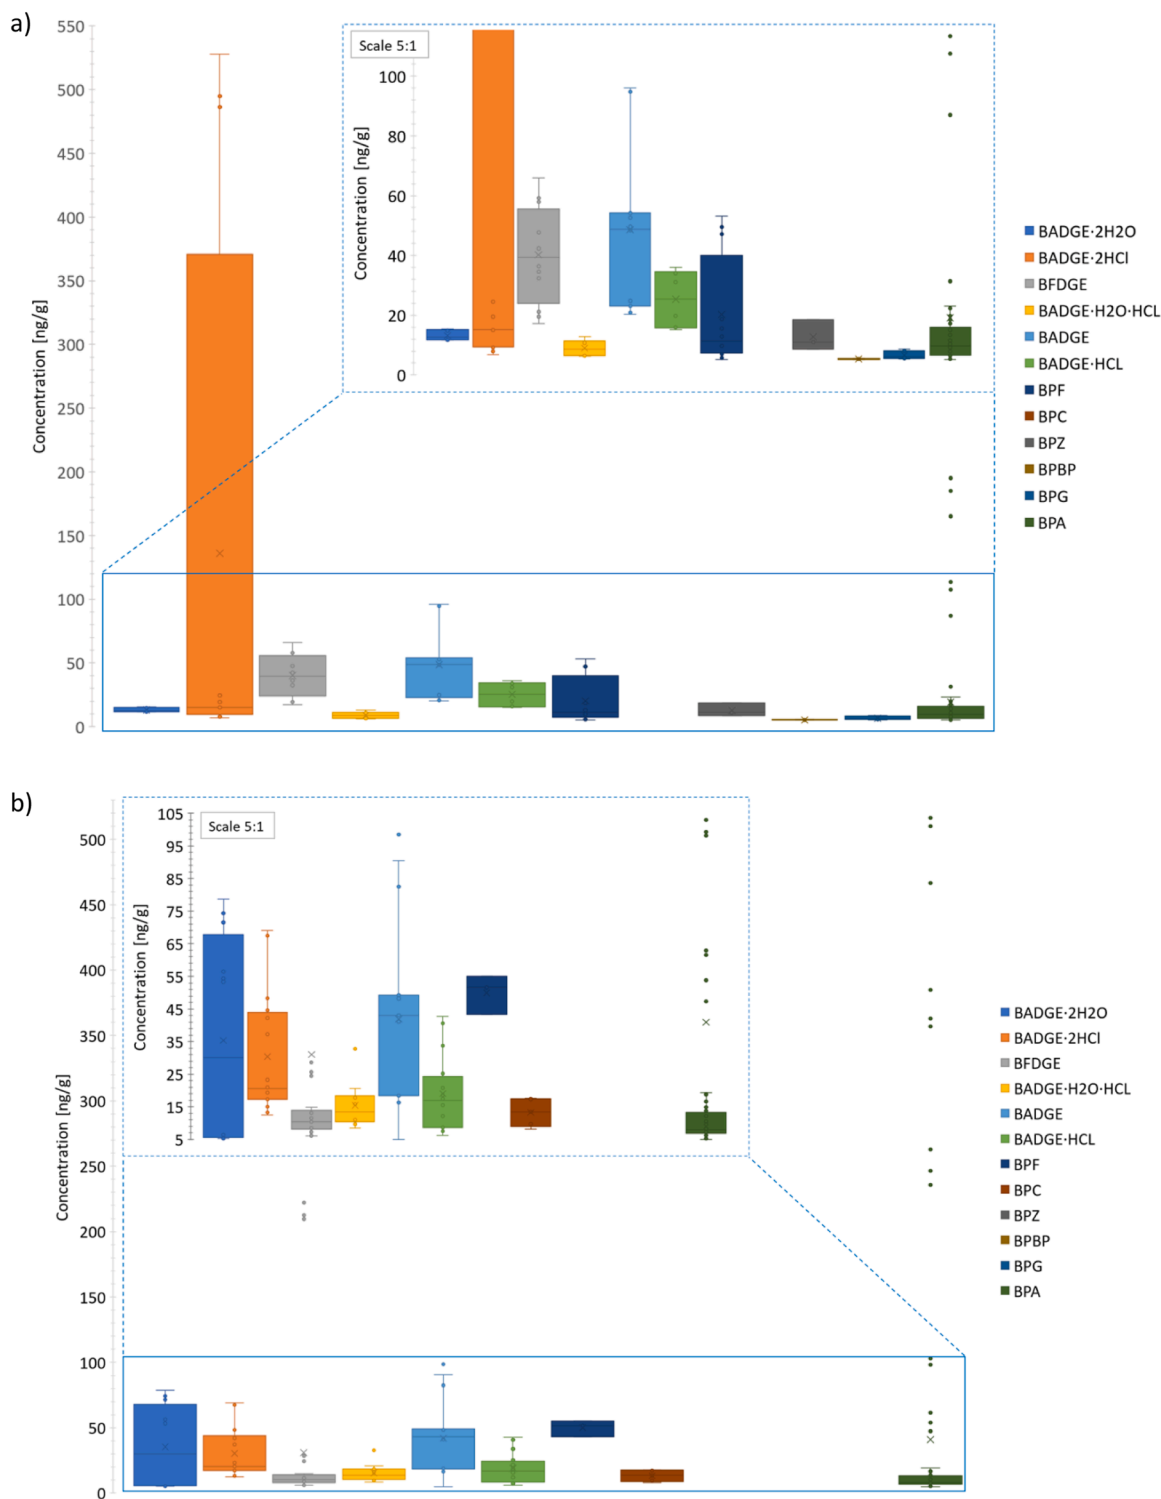 a)
550
500
450
400
350
300
250
200
150
100
50
0
Concentration [ng/g]
Scale 5:1
100
80
60
40
20
0
Concentration [ng/g]
BADGE·2H2O
BADGE·2HCl
BFDGE
BADGE·H2O·HCL
BADGE
BADGE·HCL
BPF
BPC
BPZ
BPBP
BPG
BPA
b)
500
450
400
350
300
250
200
150
100
50
0
Concentration [ng/g]
Scale 5:1
105
95
85
75
65
55
45
35
25
15
5
Concentration [ng/g]
BADGE·2H2O
BADGE·2HCl
BFDGE
BADGE·H2O·HCL
BADGE
BADGE·HCL
BPF
BPC
BPZ
BPBP
BPG
BPA